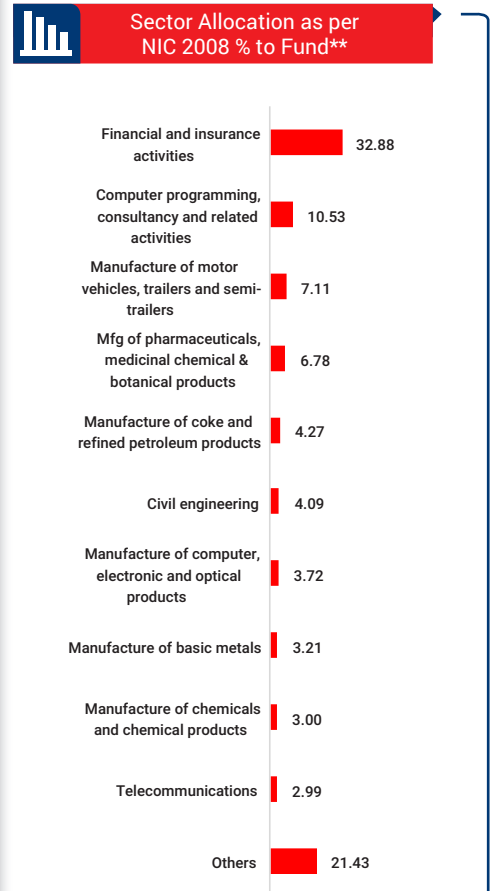 Sector Allocation as per
NIC 2008 % to Fund**
Financial and insurance
activities
32.88
Computer programming,
consultancy and related
activities
10.53
Manufacture of motor
vehicles, trailers and semi-
trailers
7.11
Mfg of pharmaceuticals,
medicinal chemical &
botanical products
6.78
Manufacture of coke and
refined petroleum products
4.27
Civil engineering
4.09
Manufacture of computer,
electronic and optical
products
3.72
Manufacture of basic metals
3.21
Manufacture of chemicals
and chemical products
3.00
Telecommunications
2.99
Others
21.43